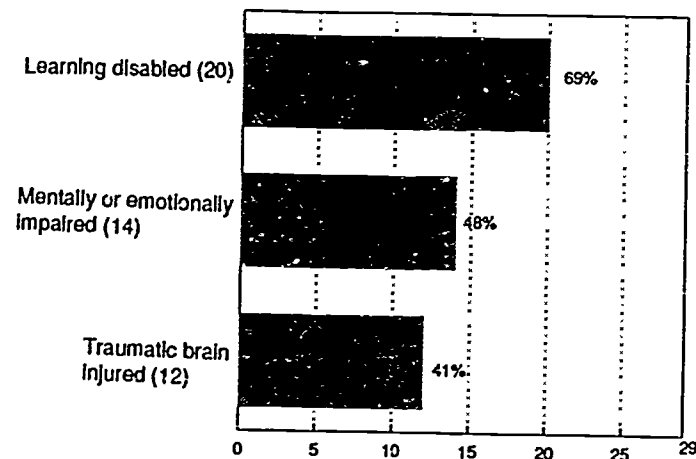 Learning disabled (20)
69%
Mentally or emotionally
impaired (14)
48%
Traumatic brain
injured (12)
41%
0 5 10 15 20 25 29